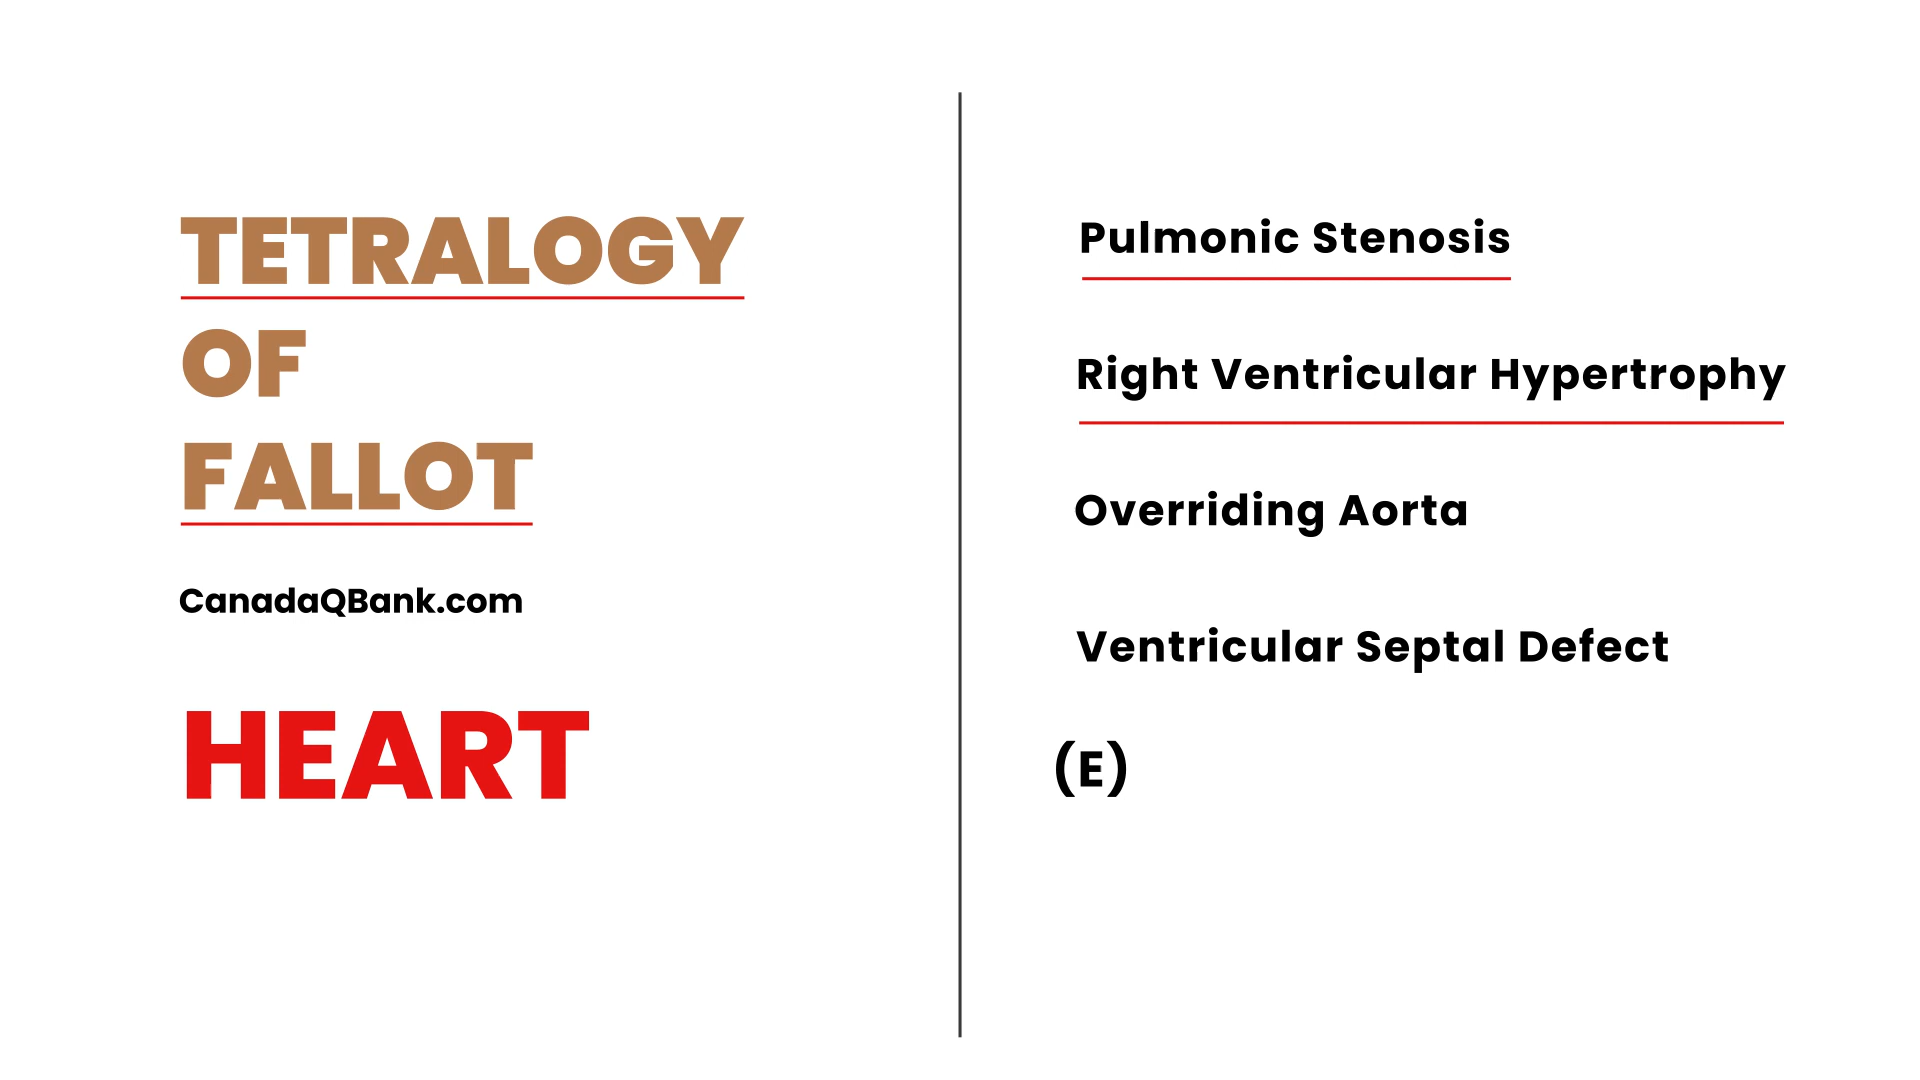 TETRALOGY
OF
FALLOT
CanadaQBank.com
HEART
Pulmonic Stenosis
Right Ventricular Hypertrophy
Overriding Aorta
Ventricular Septal Defect
(E)